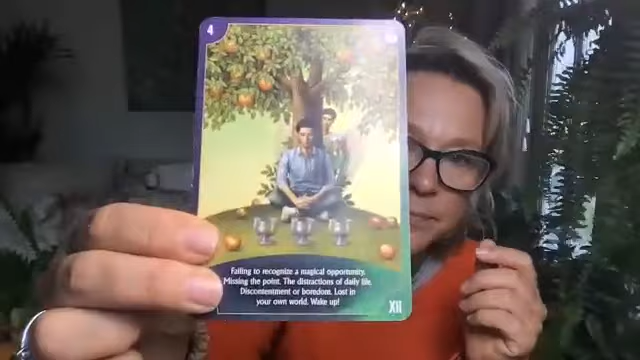 4
Failing to recognize a magical opportunity.
Missing the point. The distractions of daily life.
Discontentment or boredom. Lost in
your own world. Wake up!
XII